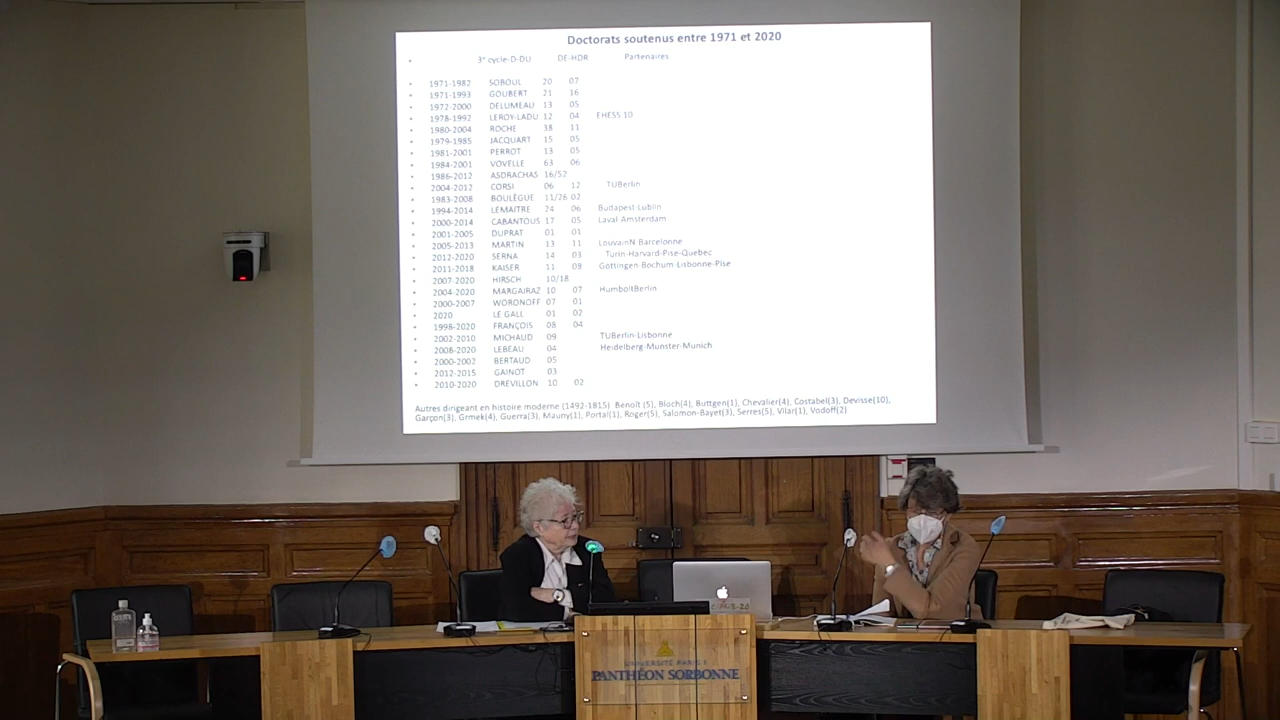 Doctorats soutenus entre 1971 et 2020
• 3e cycle-D-DU DE-HDR Partenaires
• 1971-1982 SOBOUL 20 07
• 1971-1993 GOUBERT 21 16
• 1972-2000 DELUMEAU 13 05
• 1978-1992 LEROY-LADU 12 04 EHESS 10
• 1980-2004 ROCHE 38 11
• 1979-1985 JACQUART 15 05
• 1981-2001 PERROT 13 05
• 1984-2001 VOVELLE 63 06
• 1986-2012 ASDRACHAS 16/52
• 2004-2012 CORSI 06 12 TUBerlin
• 1983-2008 BOULÈGUE 11/26 02
• 1994-2014 LEMAITRE 24 06 Budapest-Lublin
• 2000-2014 CABANTOUS 17 05 Laval-Amsterdam
• 2001-2005 DUPRAT 01 01
• 2005-2013 MARTIN 13 11 LouvainN-Barcelonne
• 2012-2020 SERNA 14 03 Turin-Harvard-Pise-Quebec
• 2011-2018 KAISER 11 09 Gottingen-Bochum-Lisbonne-Pise
• 2007-2020 HIRSCH 10/18
• 2004-2020 MARGAIRAZ 10 07 HumboltBerlin
• 2000-2007 WORONOFF 07 01
• 2020 LE GALL 01 02
• 1998-2020 FRANÇOIS 08 04
• 2002-2010 MICHAUD 09 TUBerlin-Lisbonne
• 2008-2020 LEBEAU 04 Heidelberg-Munster-Munich
• 2000-2002 BERTAUD 05
• 2012-2015 GAINOT 03
• 2010-2020 DREVILLON 10 02
Autres dirigeant en histoire moderne (1492-1815) Benoît (5), Bloch(4), Buttgen(1), Chevalier(4), Costabel(3), Devisse(10),
Garçon(3), Grmek(4), Guerra(3), Mauny(1), Portal(1), Roger(5), Salomon-Bayet(3), Serres(5), Vilar(1), Vodoff(2)
UNIVERSITÉ PARIS 1
PANTHÉON SORBONNE